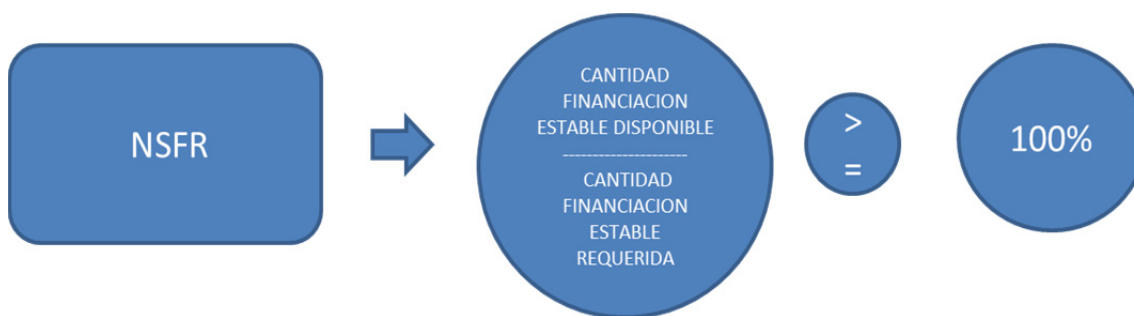 NSFR
CANTIDAD
FINANCIACION
ESTABLE DISPONIBLE
---------------------
CANTIDAD
FINANCIACION
ESTABLE
REQUERIDA
>
=
100%